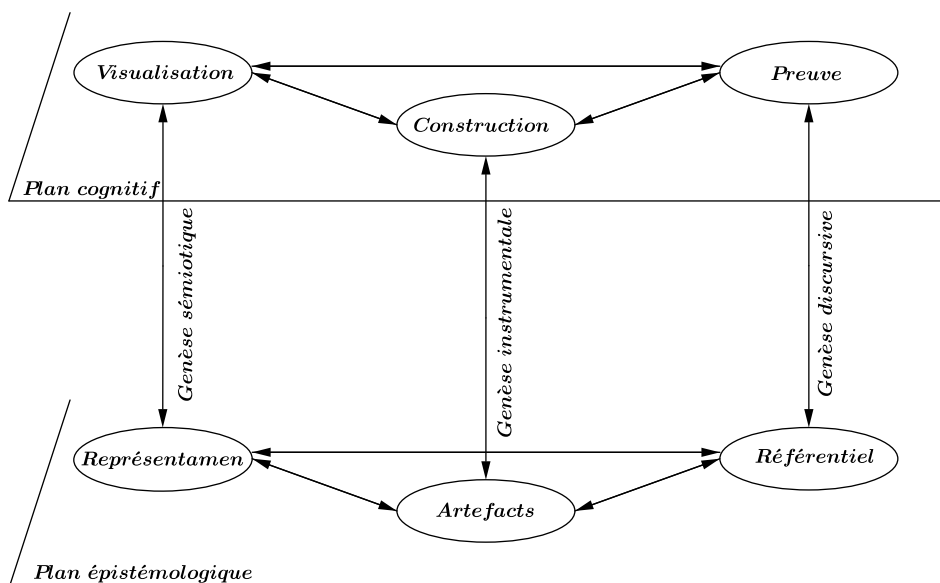 Visualisation
Preuve
Construction
Plan cognitif
Genèse sémiotique
Genèse instrumentale
Genèse discursive
Représentamen
Référentiel
Artefacts
Plan épistémologique